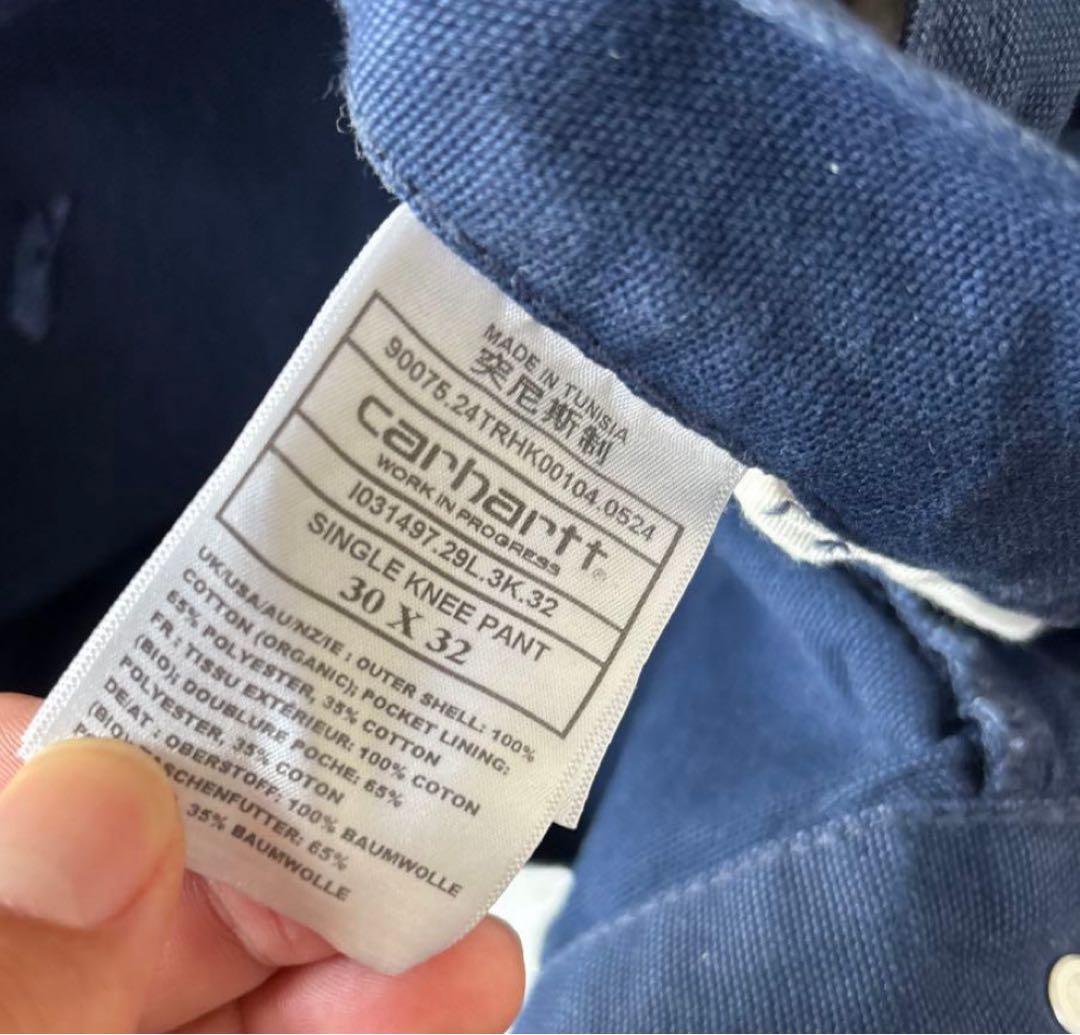 MADE IN TUNISIA
突尼斯制
90075.24TRHK00104.0524
carhartt®
WORK IN PROGRESS
I031497.29L.3K.32
SINGLE KNEE PANT
30 X 32
UK/USA/AU/NZ/IE : OUTER SHELL: 100%
COTTON (ORGANIC); POCKET LINING:
65% POLYESTER, 35% COTTON
FR : TISSU EXTÉRIEUR: 100% COTON
(BIO); DOUBLURE POCHE: 65%
POLYESTER, 35% COTON
DE/AT : OBERSTOFF: 100% BAUMWOLLE
(BIO
ASCHENFUTTER: 65%
35% BAUMWOLLE